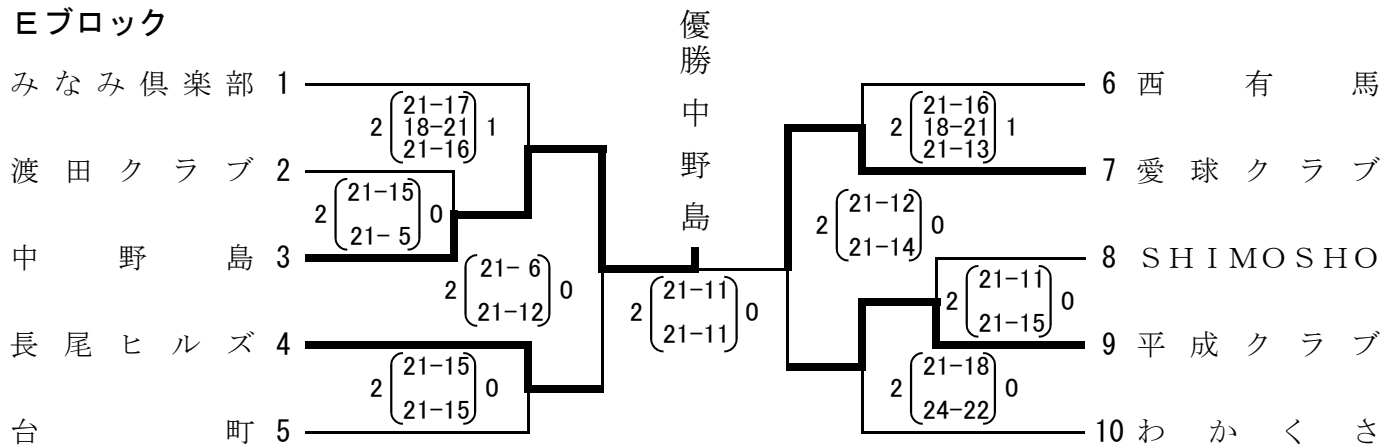 Eブロック
優勝 中野島
みなみ倶楽部 1
渡田クラブ 2
中野島 3
長尾ヒルズ 4
台町 5
2 (21-17 18-21 21-16) 1
2 (21-15 21- 5) 0
2 (21- 6 21-12) 0
2 (21-15 21-15) 0
2 (21-11 21-11) 0
6 西有馬
7 愛球クラブ
8 SHIMOSHO
9 平成クラブ
10 わかくさ
2 (21-16 18-21 21-13) 1
2 (21-12 21-14) 0
2 (21-11 21-15) 0
2 (21-18 24-22) 0